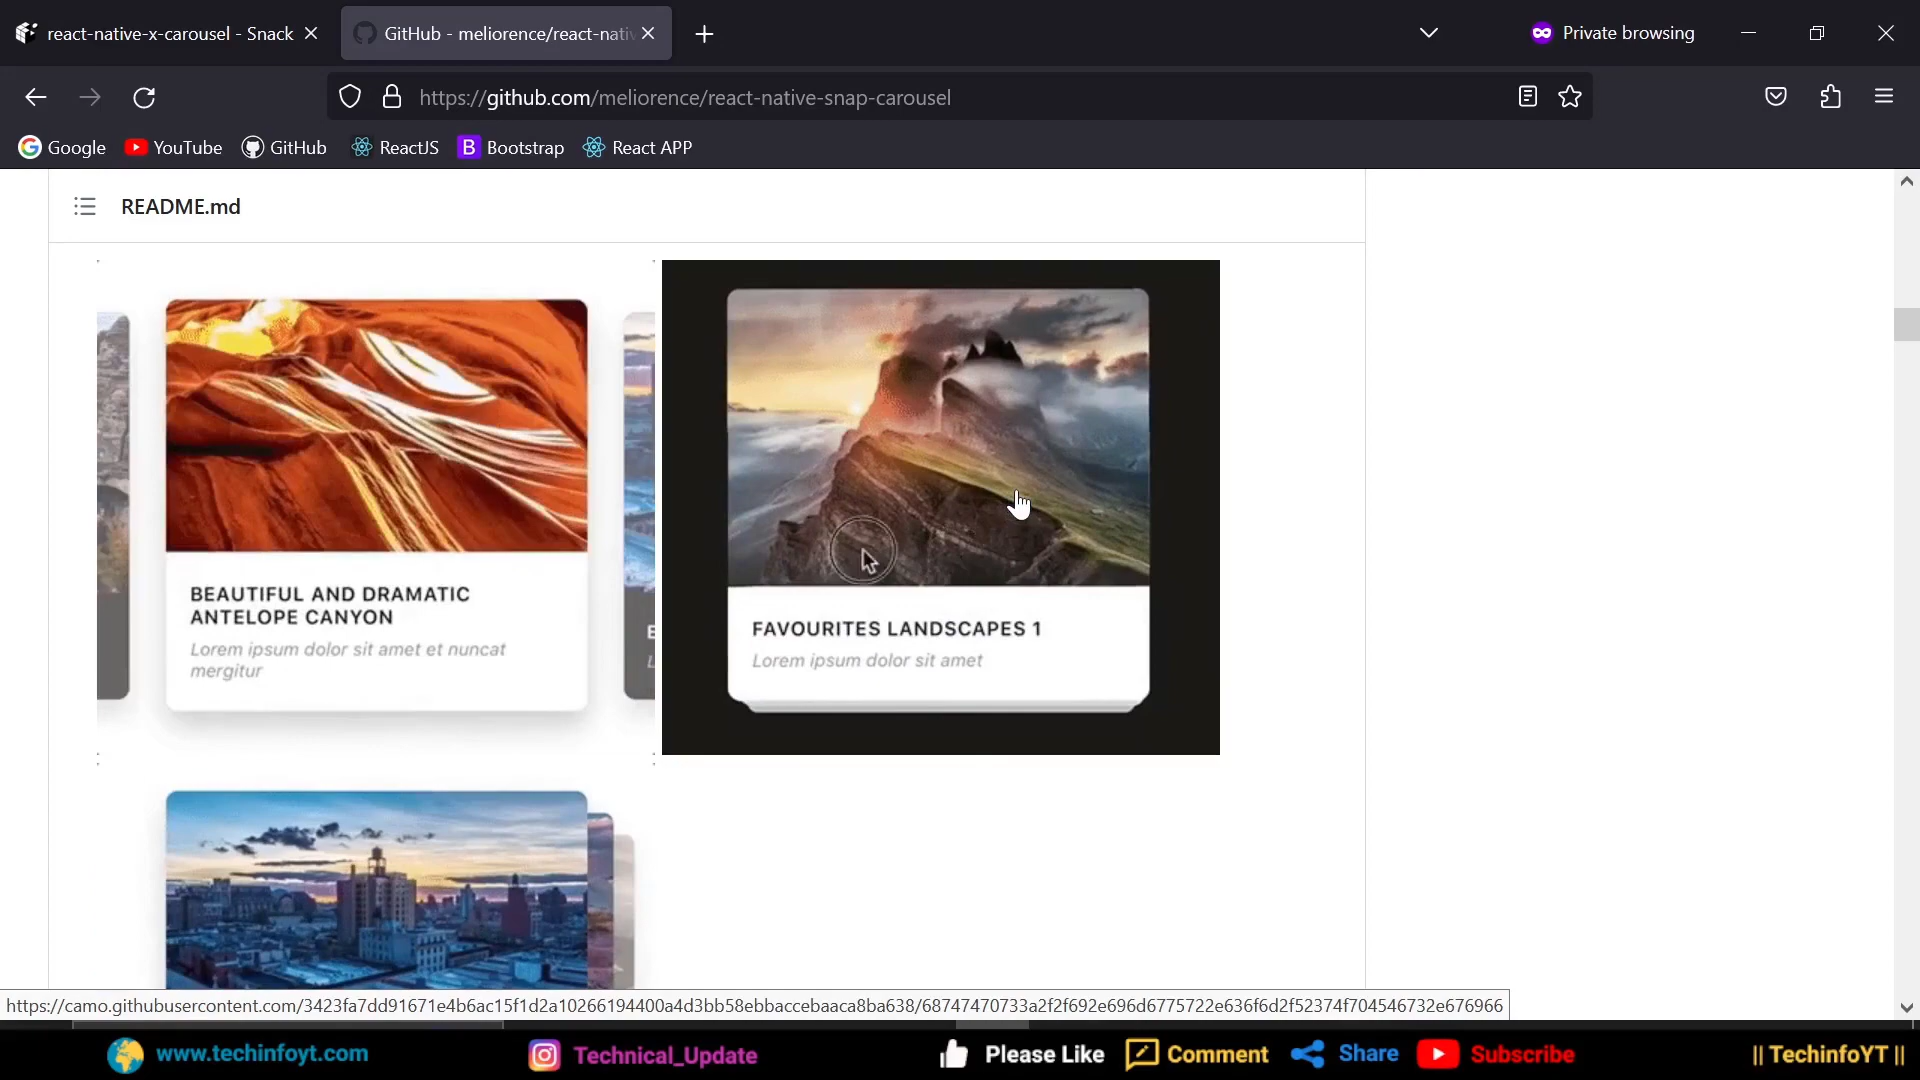 react-native-x-carousel - Snack
GitHub - meliorence/react-nativ
Private browsing
https://github.com/meliorence/react-native-snap-carousel
Google YouTube GitHub ReactJS Bootstrap React APP
README.md
BEAUTIFUL AND DRAMATIC
ANTELOPE CANYON
Lorem ipsum dolor sit amet et nuncat
mergitur
FAVOURITES LANDSCAPES 1
Lorem ipsum dolor sit amet
https://camo.githubusercontent.com/3423fa7dd91671e4b6ac15f1d2a10266194400a4d3bb58ebbaccebaaca8ba638/68747470733a2f2f692e696d6775722e636f6d2f52374f704546732e676966
www.techinfoyt.com Technical_Update Please Like Comment Share Subscribe || TechinfoYT ||